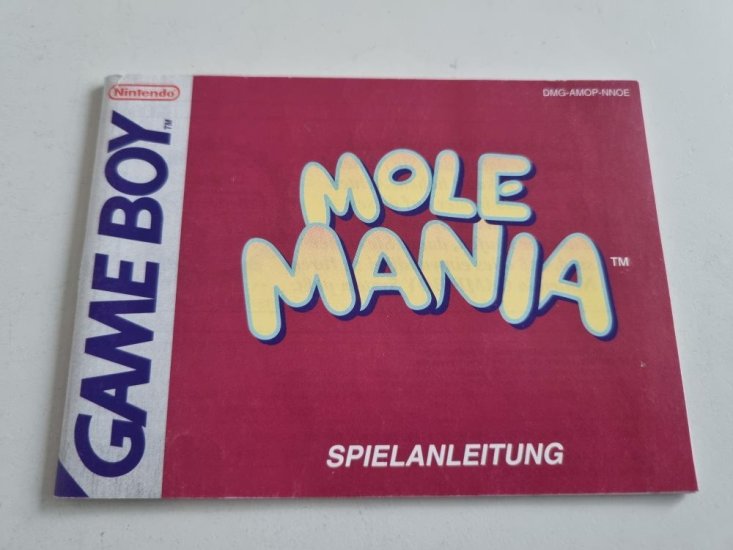 Nintendo
GAME BOY™
DMG-AMOP-NNOE
MOLE
MANIA™
SPIELANLEITUNG